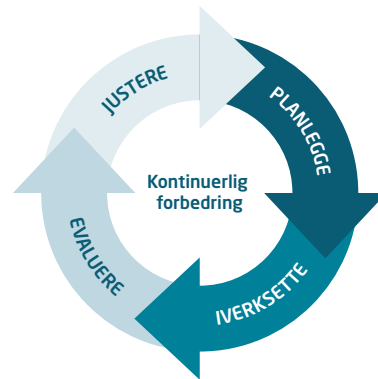 JUSTERE
PLANLEGGE
Kontinuerlig
forbedring
EVALUERE
IVERKSETTE